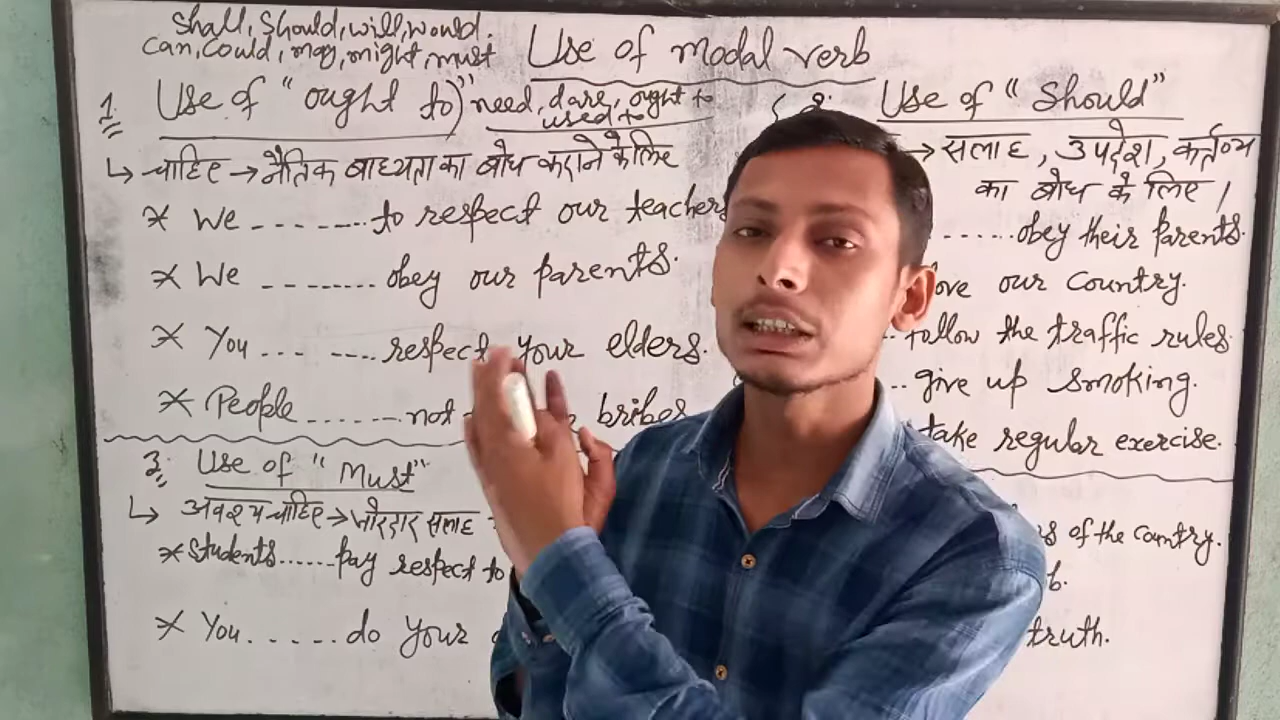 Shall, Should, will, would.
can, could, may, might, must
Use of modal verb
1. Use of " ought to)"
need, dare, ought to
used to
↳ चाहिए → नैतिक बाध्यता का बोध कराने के लिए
* We - - - - - - - - to respect our teachers
* We - - - - - - - - obey our parents.
* You - - - - - - - respect your elders.
* People - - - - - - - not bribes
2. Use of " Should"
→ सलाह, उपदेश, कर्तव्य
का बोध के लिए ।
- - - - - - obey their parents.
love our country.
follow the traffic rules.
give up smoking.
take regular exercise.
3. Use of " Must"
↳ अवश्य चाहिए → जोरदार सलाह
* Students ...... pay respect to
* You - - - - - do your
of the country.
truth.